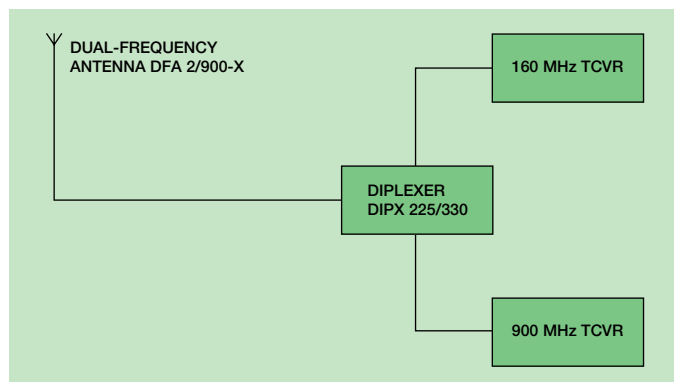 DUAL-FREQUENCY
ANTENNA DFA 2/900-X
160 MHz TCVR
DIPLEXER
DIPX 225/330
900 MHz TCVR